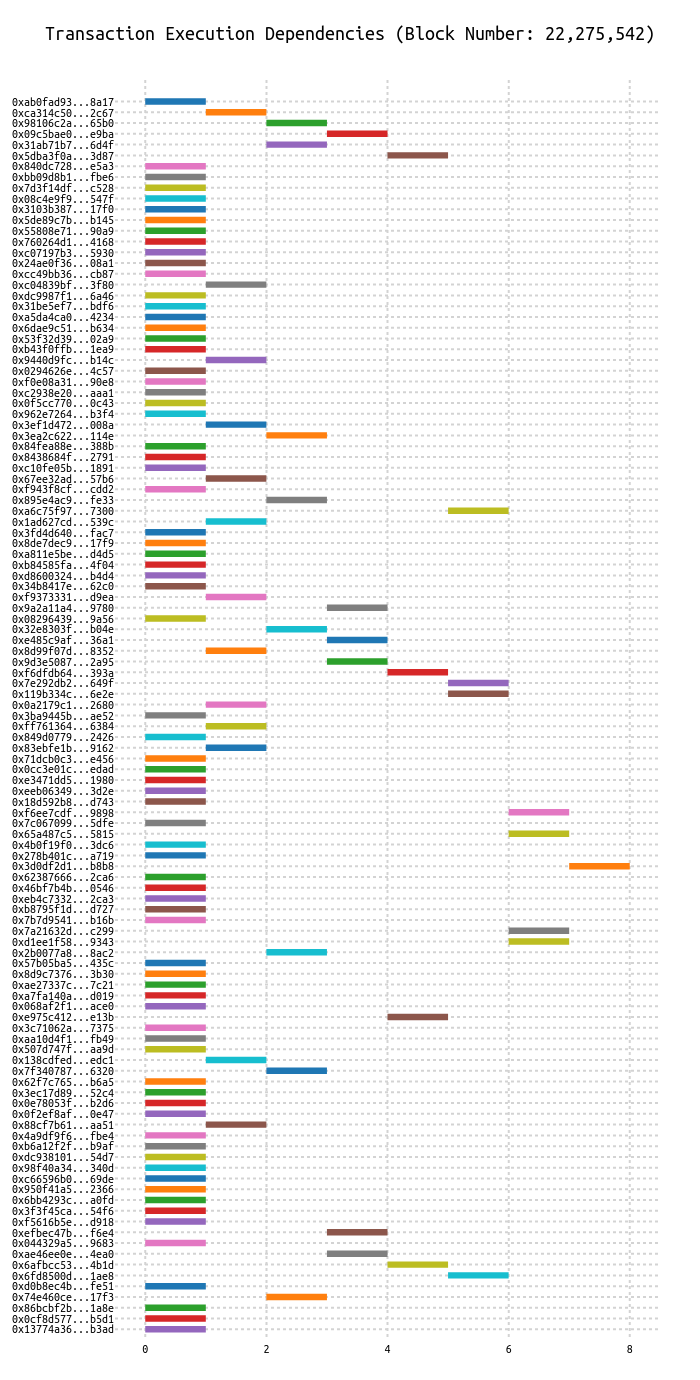 Transaction Execution Dependencies (Block Number: 22,275,542)
0xab0fad93...8a17
0xca314c50...2c67
0x98106c2a...65b0
0x09c5bae0...e9ba
0x31ab71b7...6d4f
0x5dba3f0a...3d87
0x840dc728...e5a3
0xbb09d8b1...fbe6
0x7d3f14df...c528
0x08c4e9f9...547f
0x3103b387...17f0
0x5de89c7b...b145
0x55808e71...90a9
0x760264d1...4168
0xc07197b3...5930
0x24ae0f36...08a1
0xcc49bb36...cb87
0xc04839bf...3f80
0xdc9987f1...6a46
0x31be5ef7...bdf6
0xa5da4ca0...4234
0x6dae9c51...b634
0x53f32d39...02a9
0xb43f0ffb...1ea9
0x9440d9fc...b14c
0x0294626e...4c57
0xf0e08a31...90e8
0xc2938e20...aaa1
0x0f5cc770...0c43
0x962e7264...b3f4
0x3ef1d472...008a
0x3ea2c622...114e
0x84fea88e...388b
0x8438684f...2791
0xc10fe05b...1891
0x67ee32ad...57b6
0xf943f8cf...cdd2
0x895e4ac9...fe33
0xa6c75f97...7300
0x1ad627cd...539c
0x3fd4d640...fac7
0x8de7dec9...17f9
0xa811e5be...d4d5
0xb84585fa...4f04
0xd8600324...b4d4
0x34b8417e...62c0
0xf9373331...d9ea
0x9a2a11a4...9780
0x08296439...9a56
0x32e8303f...b04e
0xe485c9af...36a1
0x8d99f07d...8352
0x9d3e5087...2a95
0xf6dfdb64...393a
0x7e292db2...649f
0x119b334c...6e2e
0x0a2179c1...2680
0x3ba9445b...ae52
0xff761364...6384
0x849d0779...2426
0x83ebfe1b...9162
0x71dcb0c3...e456
0x0cc3e01c...edad
0xe3471dd5...1980
0xeeb06349...3d2e
0x18d592b8...d743
0xf6ee7cdf...9898
0x7c067099...5dfe
0x65a487c5...5815
0x4b0f19f0...3dc6
0x278b401c...a719
0x3d0df2d1...b8b8
0x62387666...2ca6
0x46bf7b4b...0546
0xeb4c7332...2ca3
0xb8795f1d...d727
0x7b7d9541...b16b
0x7a21632d...c299
0xd1ee1f58...9343
0x2b0077a8...8ac2
0x57b05ba5...435c
0x8d9c7376...3b30
0xae27337c...7c21
0xa7fa140a...d019
0x068af2f1...ace0
0xe975c412...e13b
0x3c71062a...7375
0xaa10d4f1...fb49
0x507d747f...aa9d
0x138cdfed...edc1
0x7f340787...6320
0x62f7c765...b6a5
0x3ec17d89...52c4
0x0e78053f...b2d6
0x0f2ef8af...0e47
0x88cf7b61...aa51
0x4a9df9f6...fbe4
0xb6a12f2f...b9af
0xdc938101...54d7
0x98f40a34...340d
0xc66596b0...69de
0x950f41a5...2366
0x6bb4293c...a0fd
0x3f3f45ca...54f6
0xf5616b5e...d918
0xefbec47b...f6e4
0x044329a5...9683
0xae46ee0e...4ea0
0x6afbcc53...4b1d
0x6fd8500d...1ae8
0xd0b8ec4b...fe51
0x74e460ce...17f3
0x86bcbf2b...1a8e
0x0cf8d577...b5d1
0x13774a36...b3ad
0 2 4 6 8